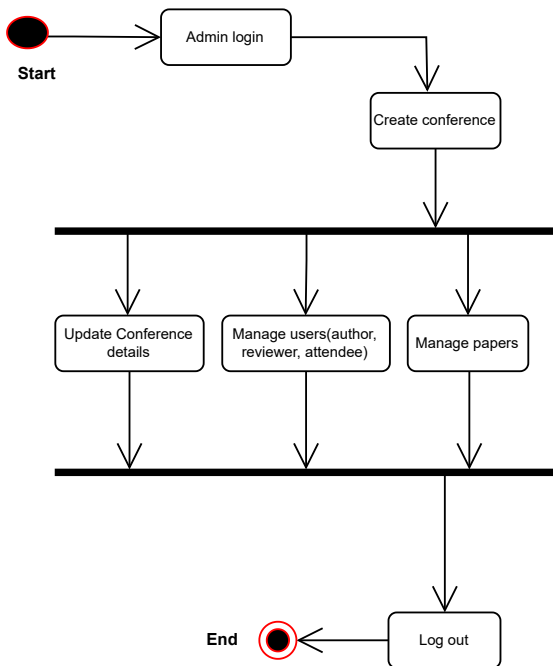 Admin login
Start
Create conference
Update Conference
details
Manage users(author,
reviewer, attendee)
Manage papers
End
Log out